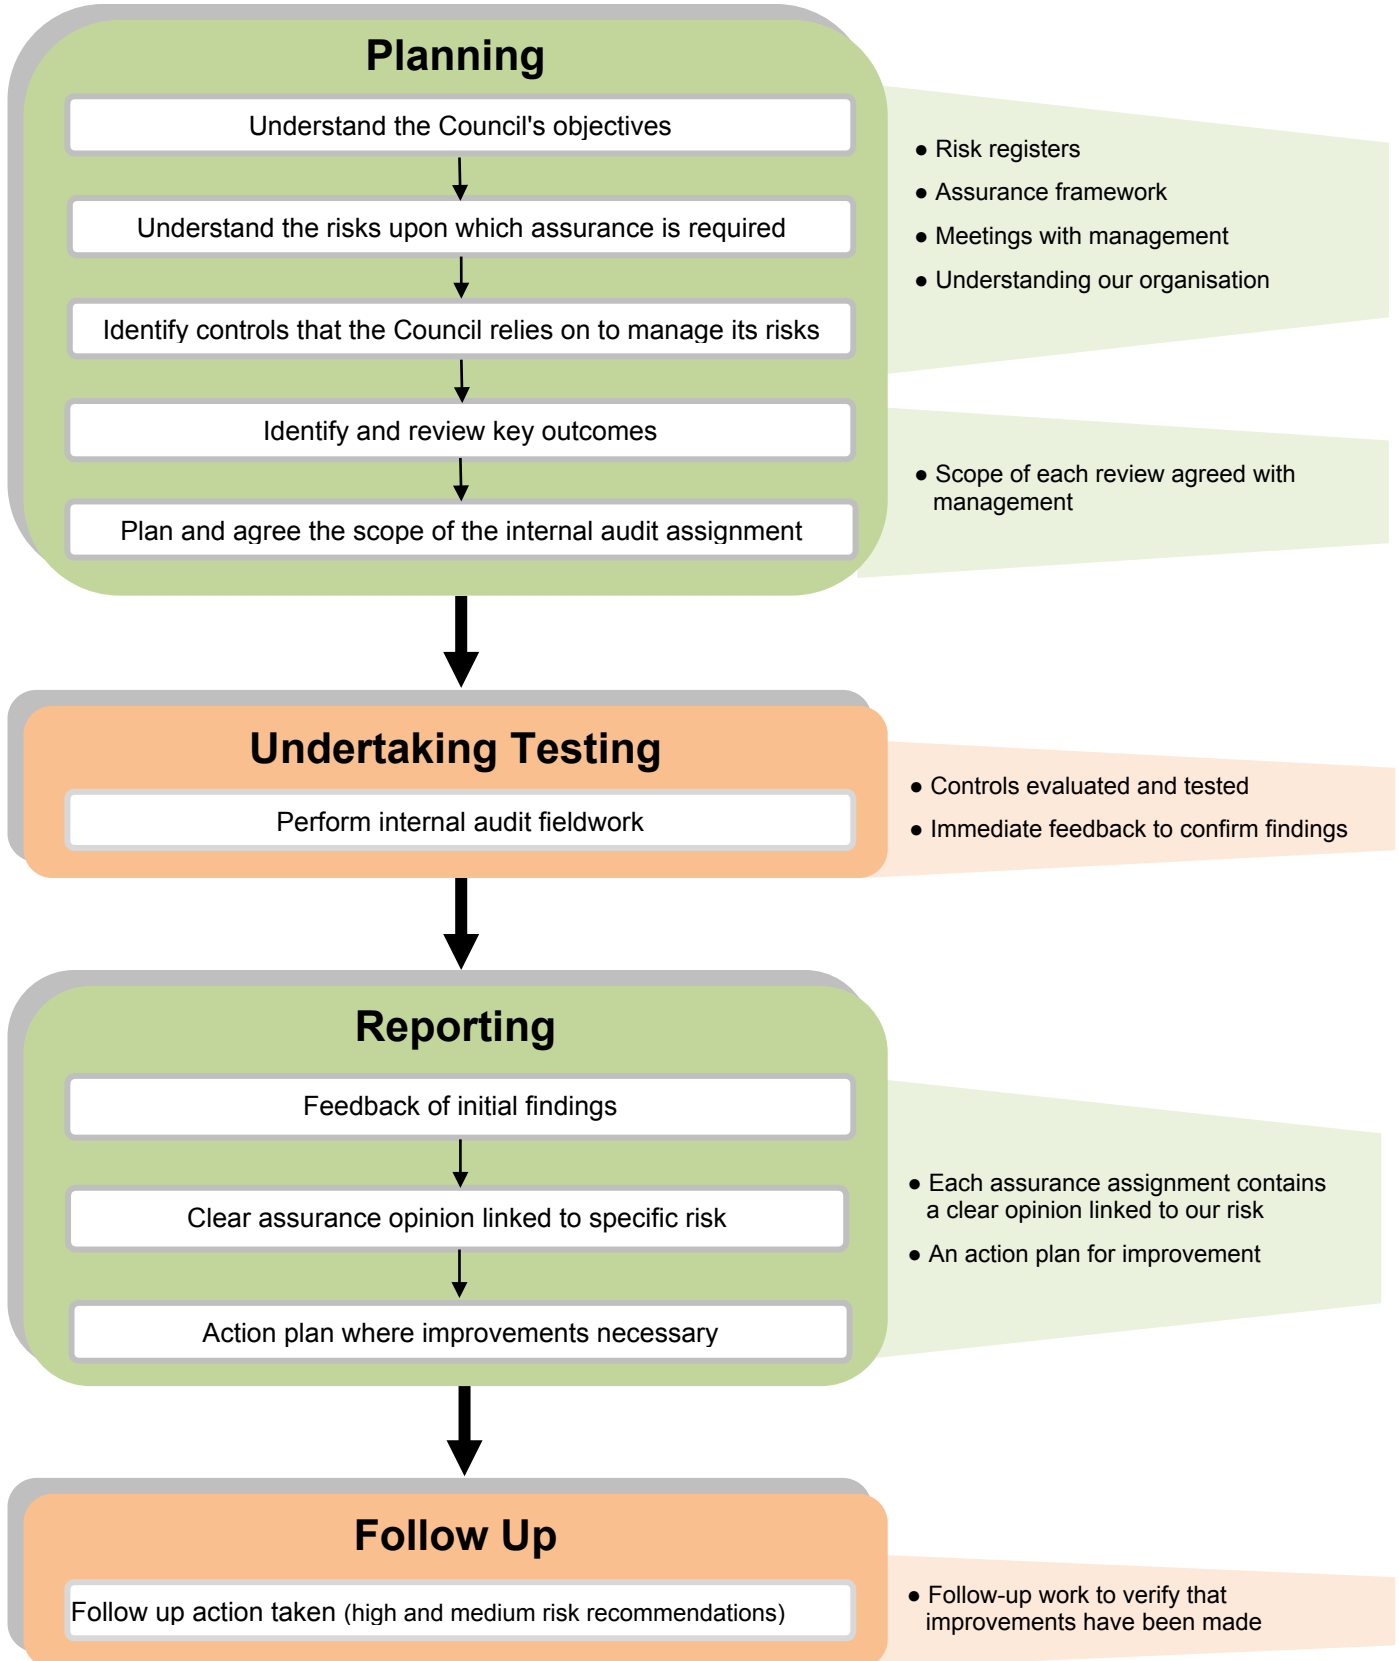 Planning
Understand the Council's objectives
Understand the risks upon which assurance is required
Identify controls that the Council relies on to manage its risks
Identify and review key outcomes
Plan and agree the scope of the internal audit assignment
● Risk registers
● Assurance framework
● Meetings with management
● Understanding our organisation
● Scope of each review agreed with
management
Undertaking Testing
Perform internal audit fieldwork
● Controls evaluated and tested
● Immediate feedback to confirm findings
Reporting
Feedback of initial findings
Clear assurance opinion linked to specific risk
Action plan where improvements necessary
● Each assurance assignment contains
a clear opinion linked to our risk
● An action plan for improvement
Follow Up
Follow up action taken (high and medium risk recommendations)
● Follow-up work to verify that
improvements have been made